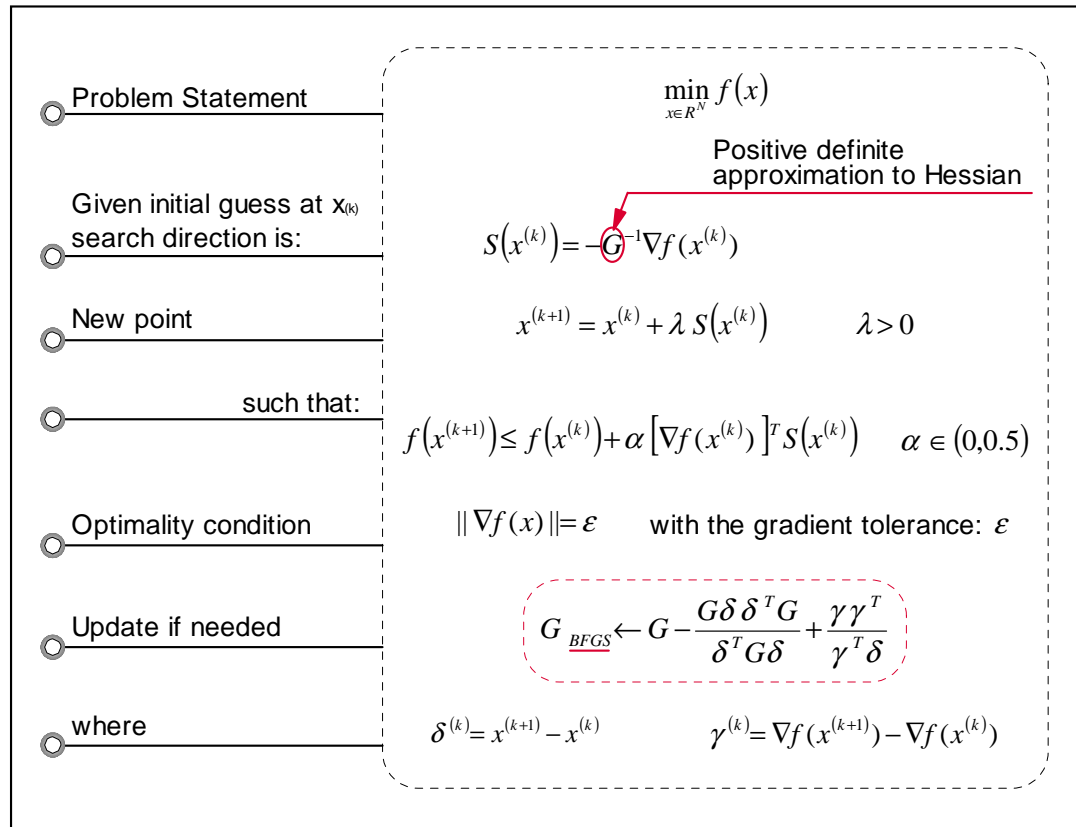 Problem Statement
min f(x)
x∈R^N
Positive definite
approximation to Hessian
Given initial guess at x_(k)
search direction is:
S(x^(k)) = −G^−1 ∇f(x^(k))
New point
x^(k+1) = x^(k) + λ S(x^(k)) λ > 0
such that:
f(x^(k+1)) ≤ f(x^(k)) + α [∇f(x^(k)) ]^T S(x^(k)) α ∈ (0,0.5)
Optimality condition
|| ∇f(x) ||= ε with the gradient tolerance: ε
Update if needed
G_BFGS ← G − (Gδ δ^T G)/(δ^T Gδ) + (γ γ^T)/(γ^T δ)
where
δ^(k) = x^(k+1) − x^(k) γ^(k) = ∇f(x^(k+1)) − ∇f(x^(k))